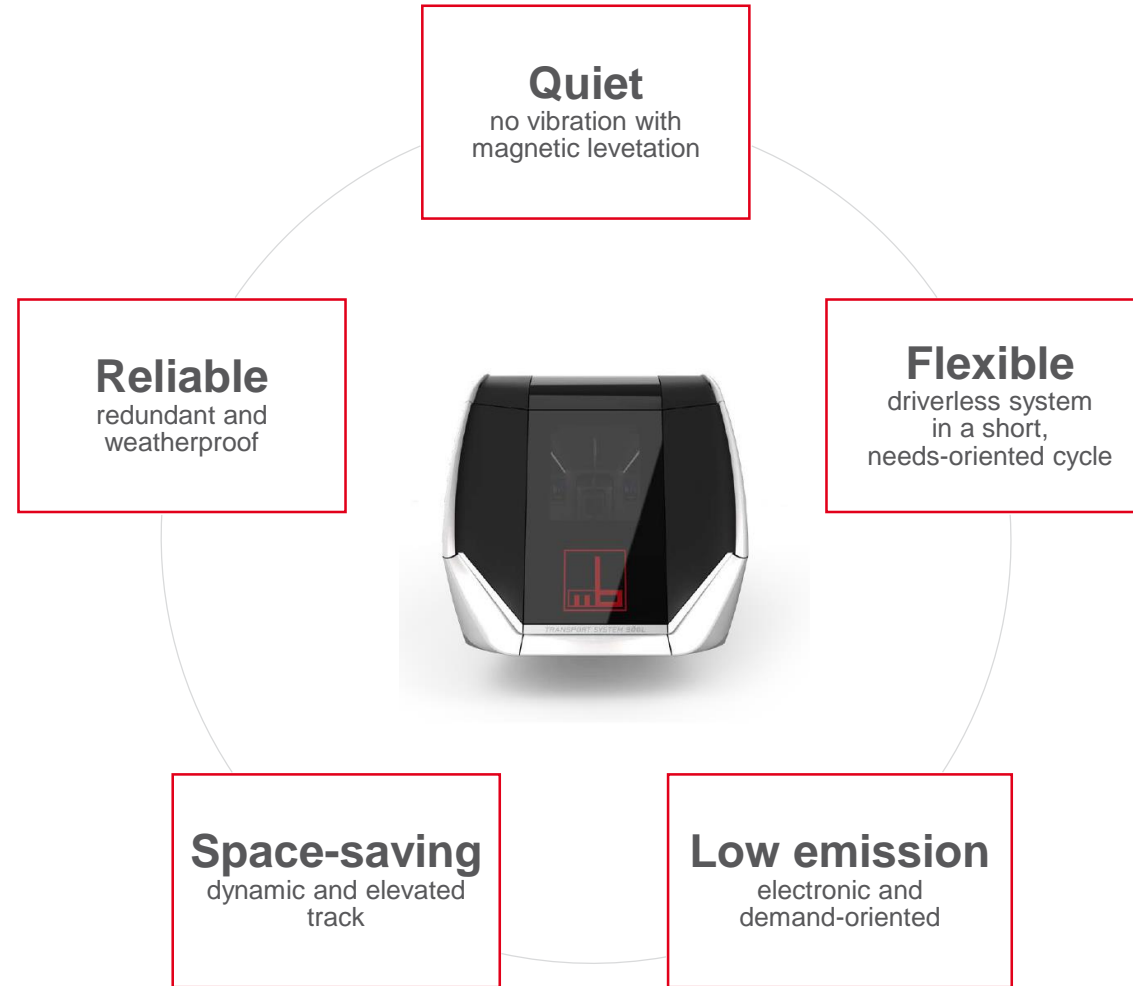 Quiet
no vibration with
magnetic levetation
Reliable
redundant and
weatherproof
Flexible
driverless system
in a short,
needs-oriented cycle
mb
TRANSPORT SYSTEM BÖGL
Space-saving
dynamic and elevated
track
Low emission
electronic and
demand-oriented